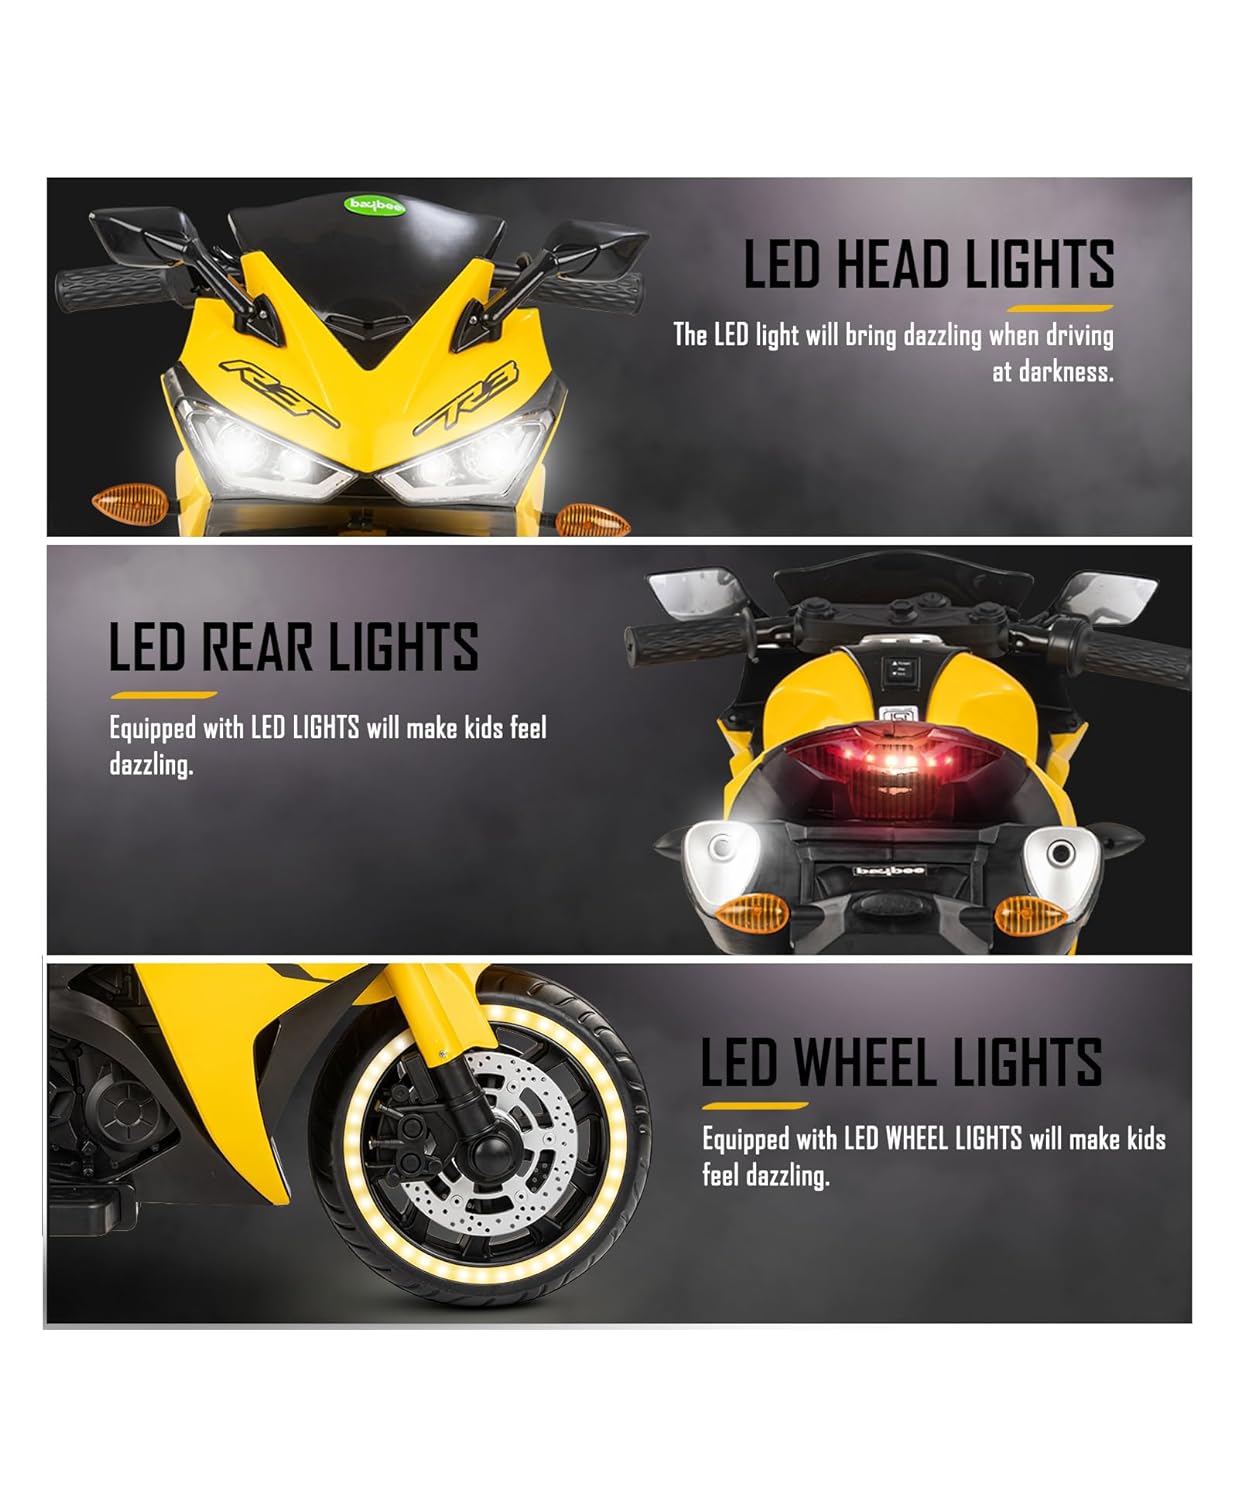 baybee
LED HEAD LIGHTS
The LED light will bring dazzling when driving
at darkness.
R3
R3
LED REAR LIGHTS
Equipped with LED LIGHTS will make kids feel
dazzling.
baybee
LED WHEEL LIGHTS
Equipped with LED WHEEL LIGHTS will make kids
feel dazzling.